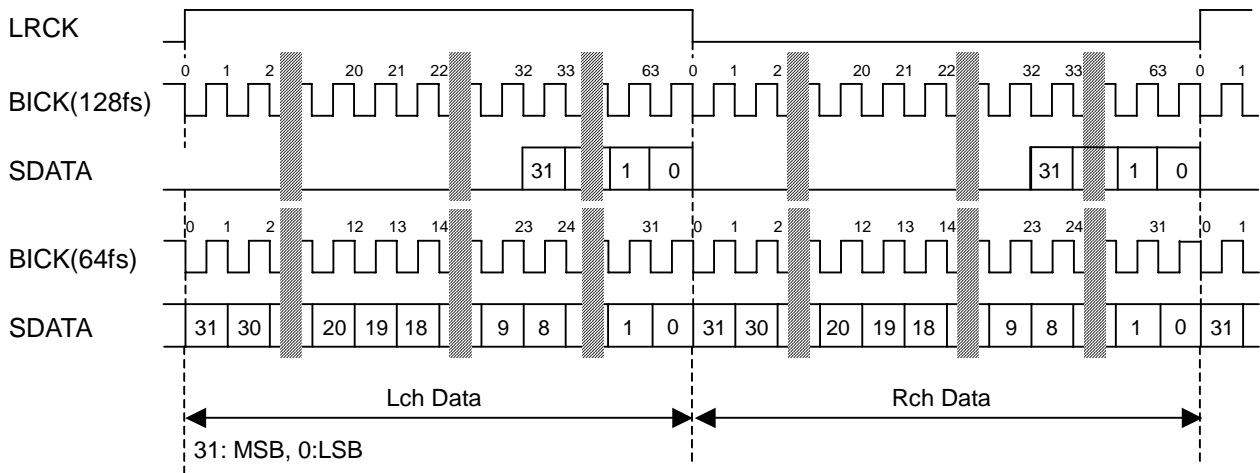 LRCK
0 1 2 20 21 22 32 33 63 0 1 2 20 21 22 32 33 63 0 1
BICK(128fs)
SDATA 31 1 0 31 1 0
0 1 2 12 13 14 23 24 31 0 1 2 12 13 14 23 24 31 0 1
BICK(64fs)
SDATA 31 30 20 19 18 9 8 1 0 31 30 20 19 18 9 8 1 0 31
Lch Data Rch Data
31: MSB, 0:LSB